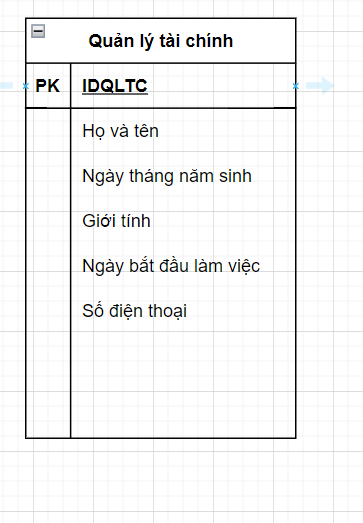 Quản lý tài chính
PK IDQLTC
Họ và tên
Ngày tháng năm sinh
Giới tính
Ngày bắt đầu làm việc
Số điện thoại